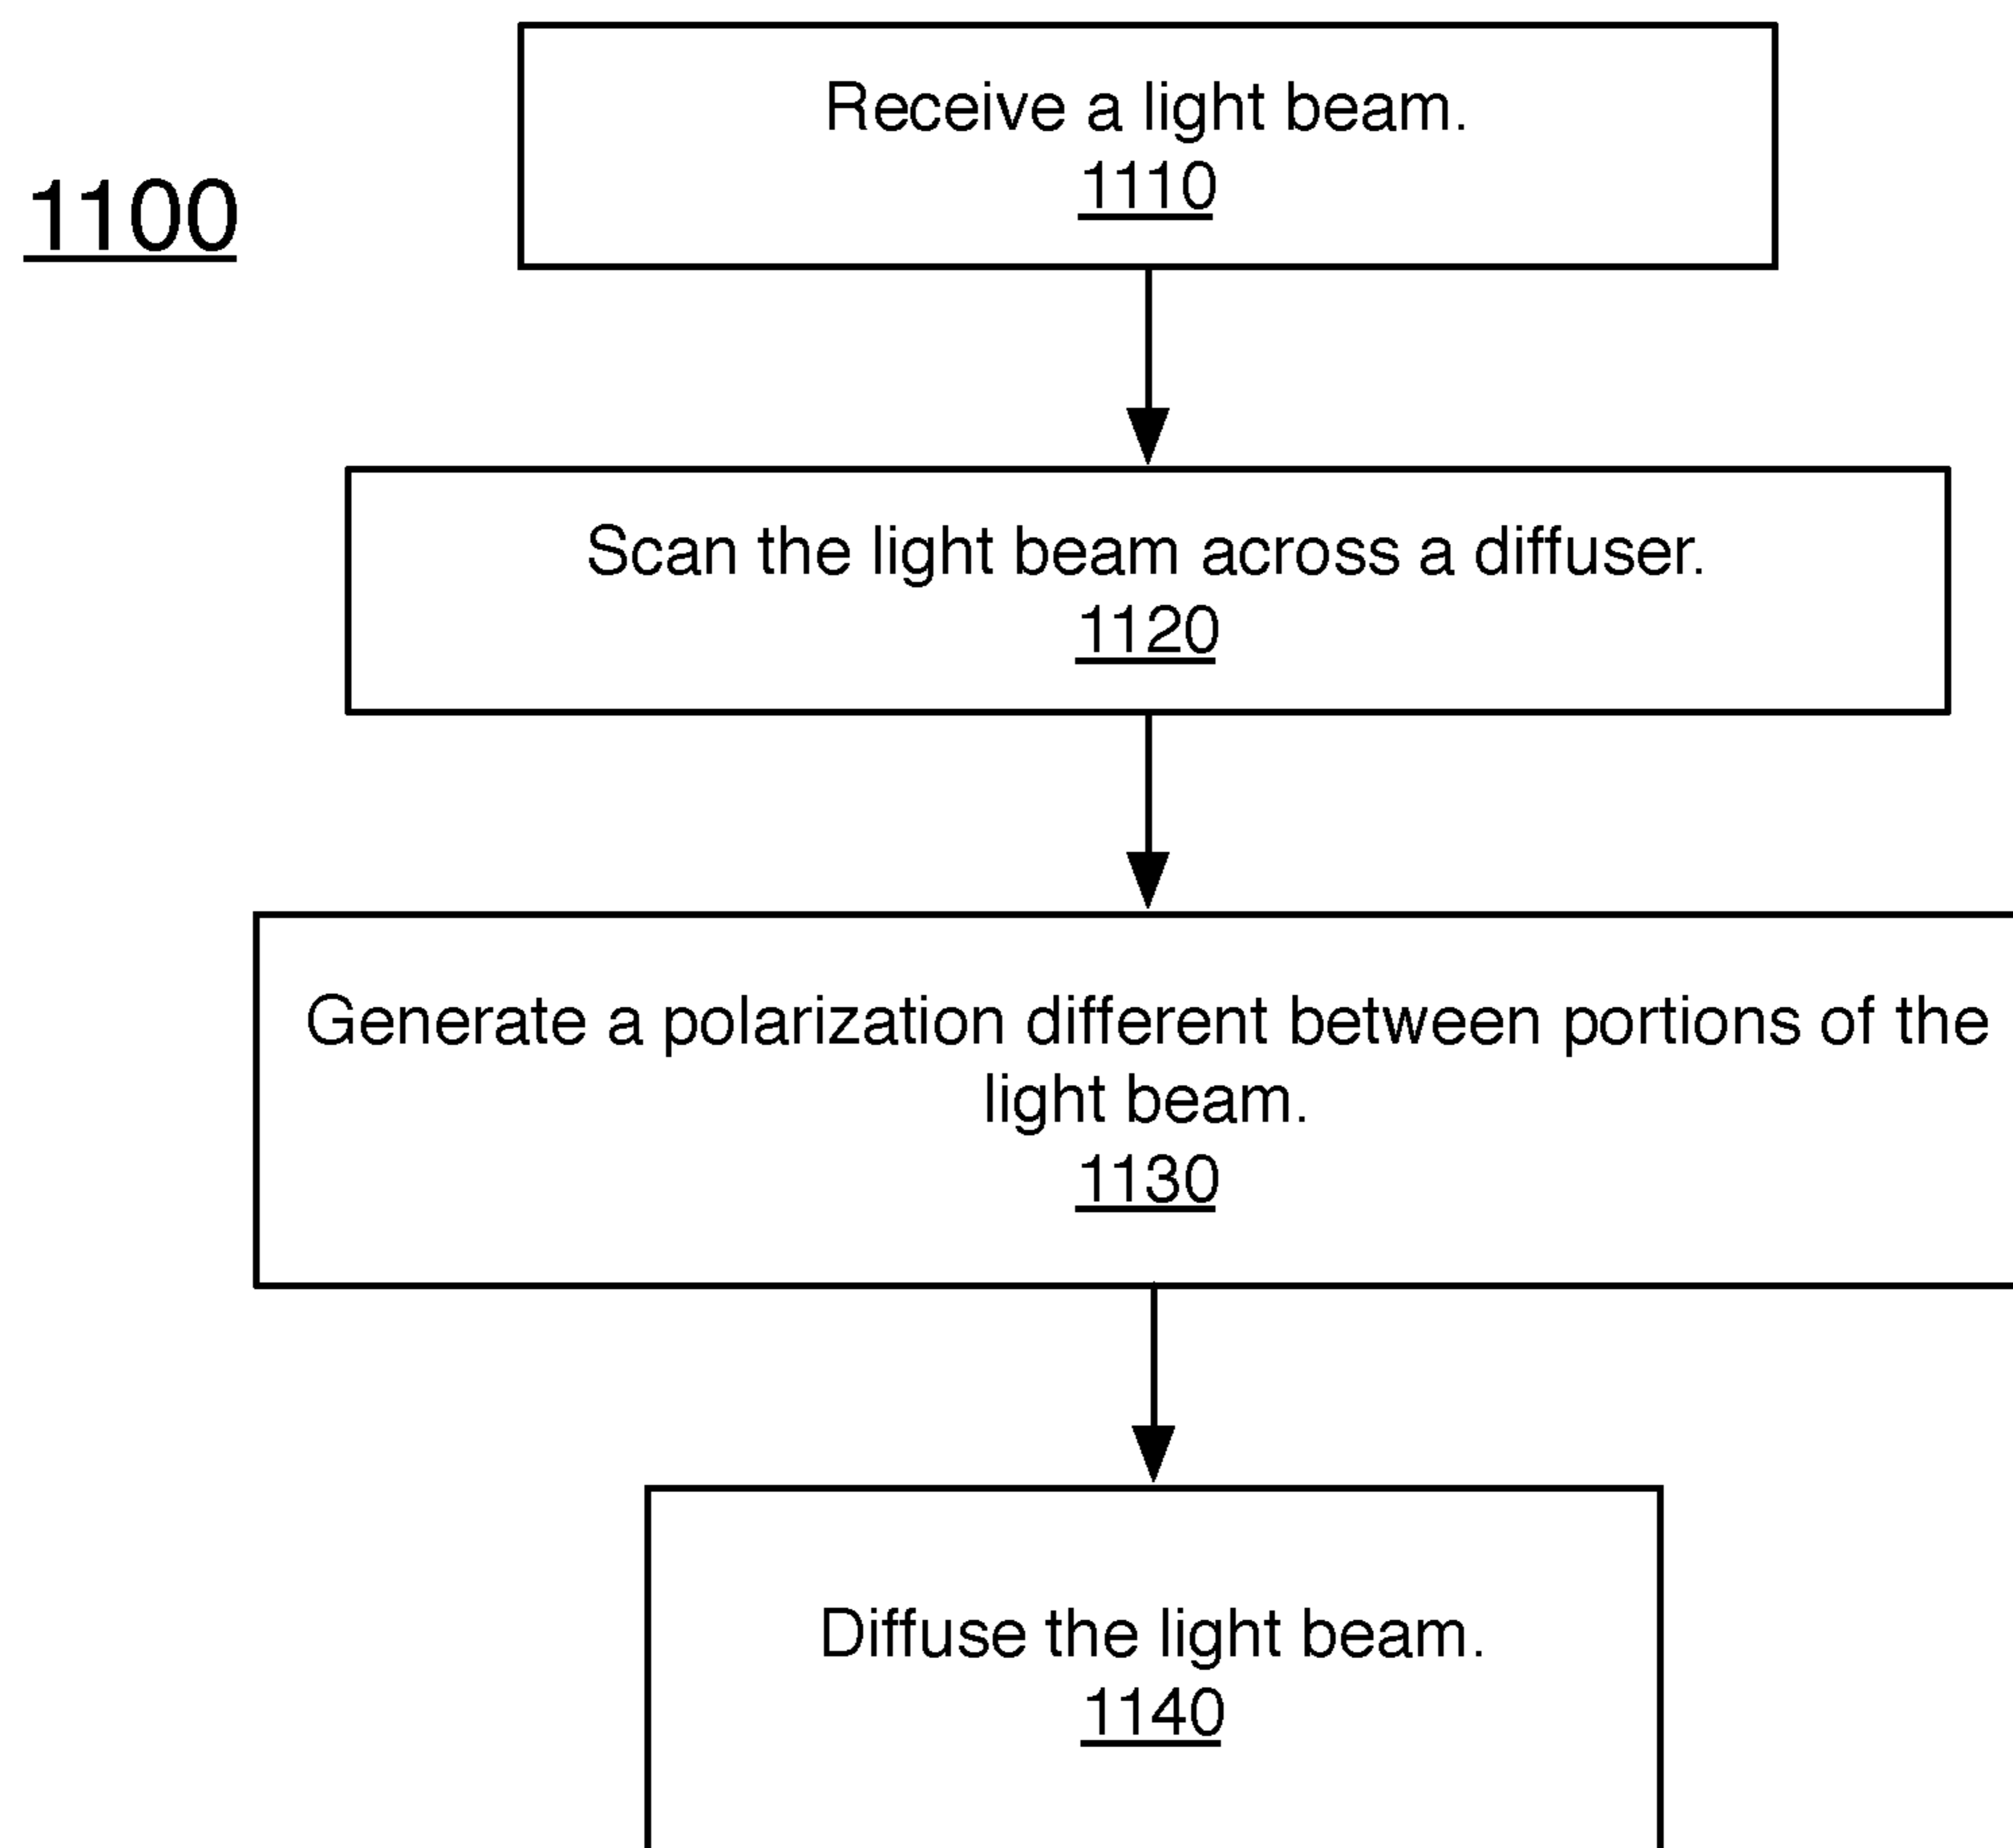 1100
Receive a light beam.
1110
Scan the light beam across a diffuser.
1120
Generate a polarization different between portions of the
light beam.
1130
Diffuse the light beam.
1140